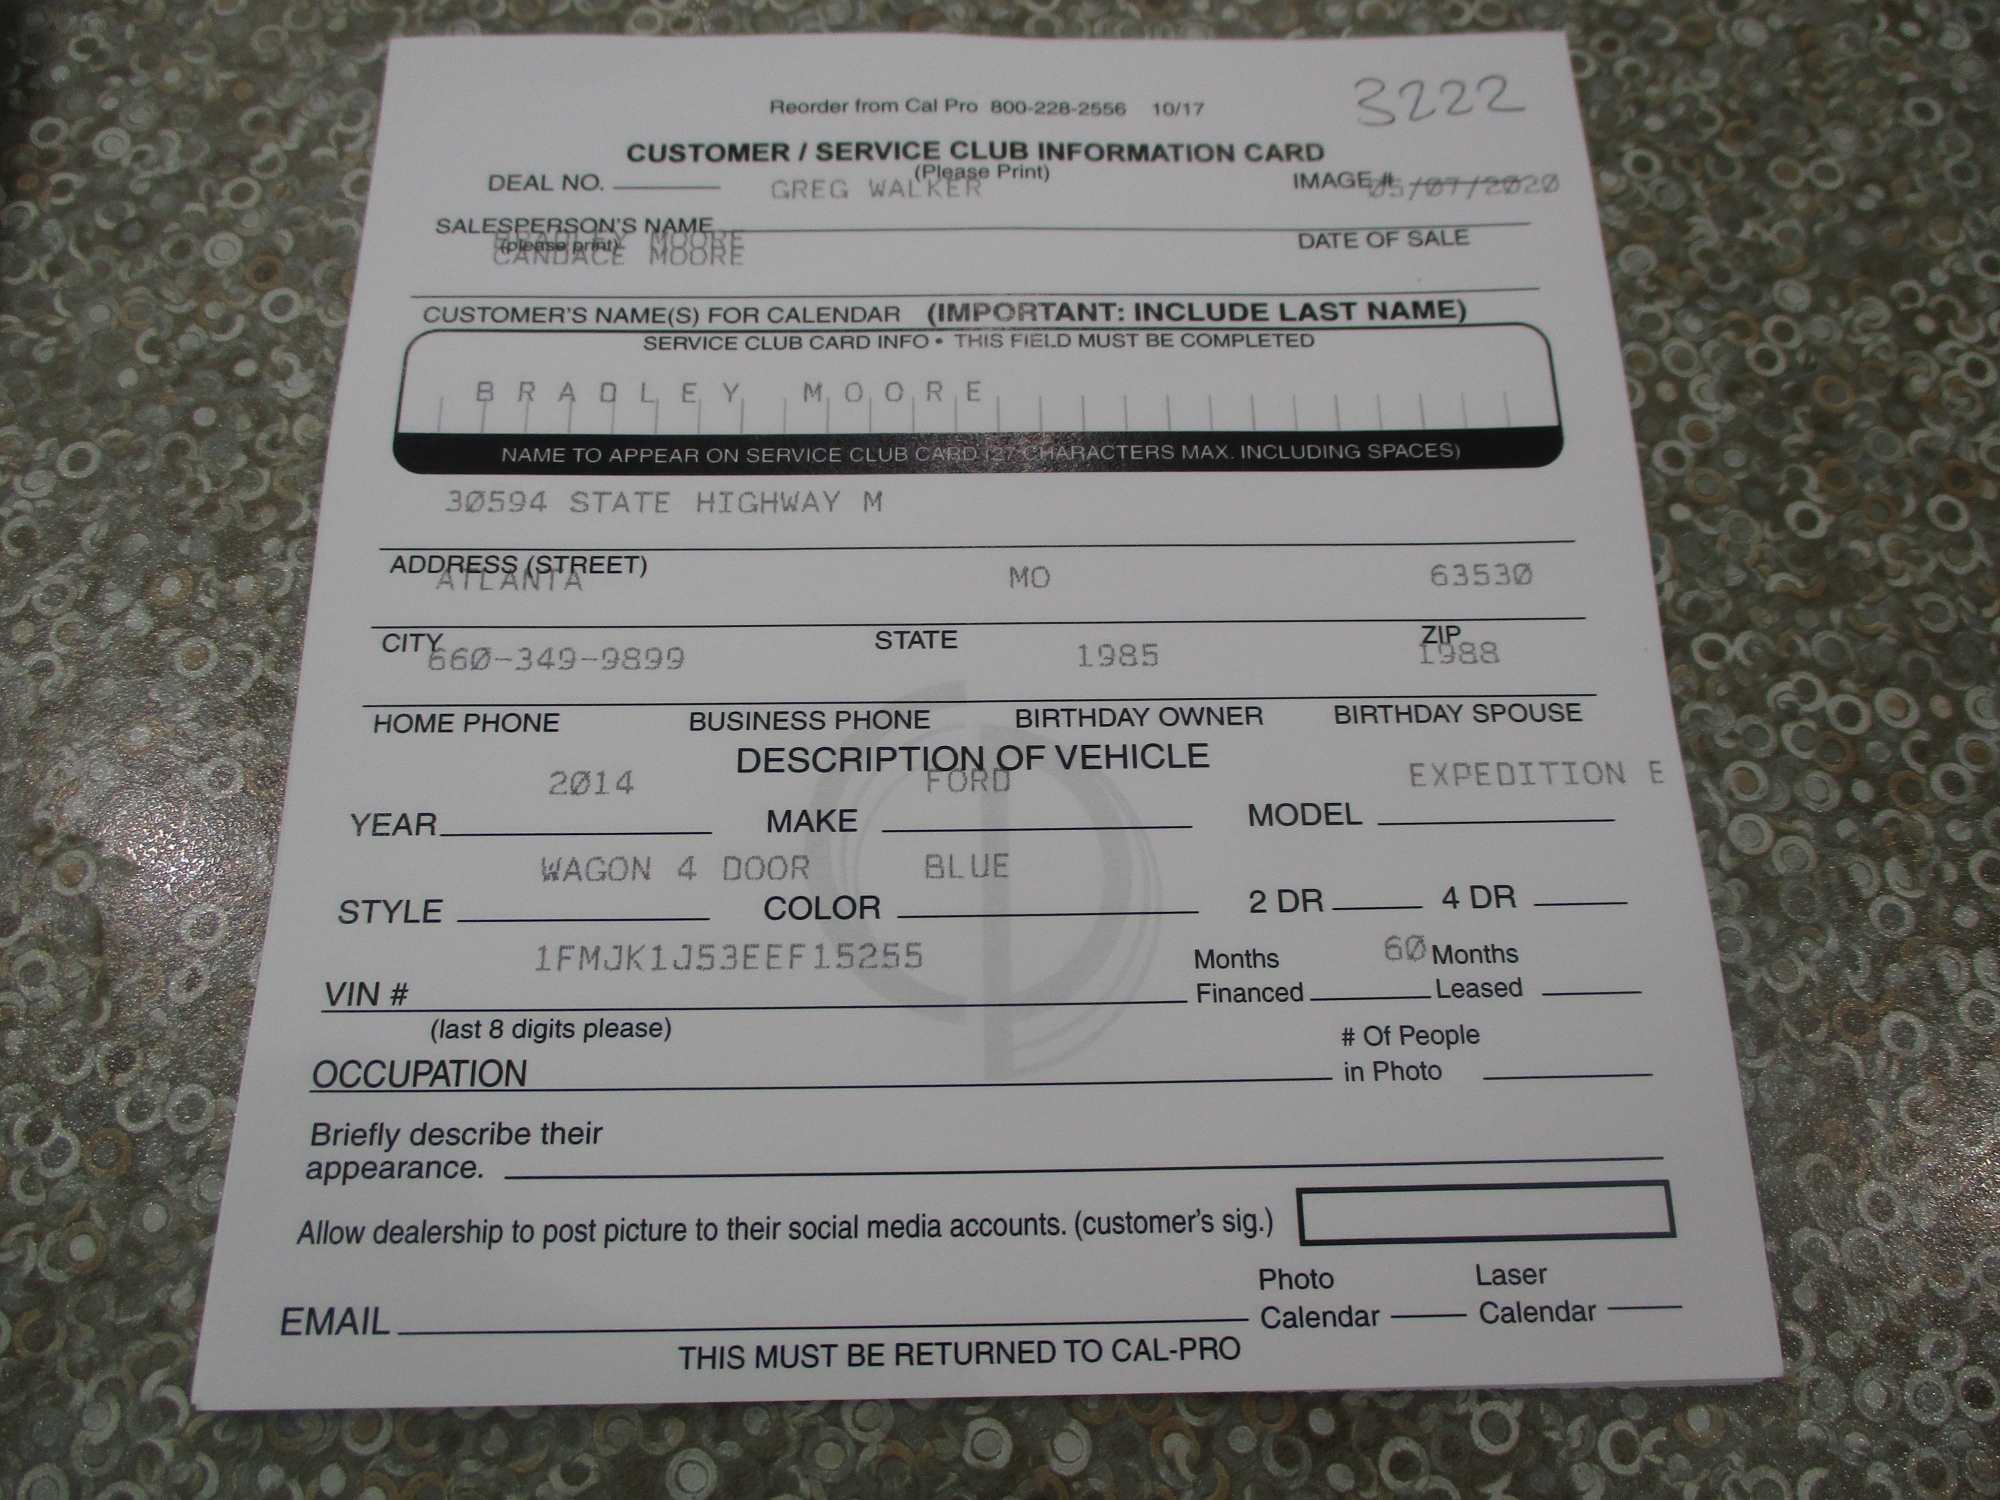 Reorder from Cal Pro 800-228-2556 10/17
3222
CUSTOMER / SERVICE CLUB INFORMATION CARD
(Please Print)
DEAL NO. GREG WALKER IMAGE # 05/07/2020
SALESPERSON'S NAME DATE OF SALE
(please print) BRADLEY MOORE
CANDACE MOORE
CUSTOMER'S NAME(S) FOR CALENDAR (IMPORTANT: INCLUDE LAST NAME)
SERVICE CLUB CARD INFO • THIS FIELD MUST BE COMPLETED
BRADLEY MOORE
NAME TO APPEAR ON SERVICE CLUB CARD (27 CHARACTERS MAX. INCLUDING SPACES)
30594 STATE HIGHWAY M
ADDRESS (STREET)
ATLANTA MO 63530
CITY STATE ZIP
660-349-9899 1985 1988
HOME PHONE BUSINESS PHONE BIRTHDAY OWNER BIRTHDAY SPOUSE
DESCRIPTION OF VEHICLE
2014 FORD EXPEDITION E
YEAR MAKE MODEL
WAGON 4 DOOR BLUE
STYLE COLOR 2 DR 4 DR
1FMJK1J53EEF15255 Months 60 Months
VIN # Financed Leased
(last 8 digits please)
# Of People
OCCUPATION in Photo
Briefly describe their
appearance.
Allow dealership to post picture to their social media accounts. (customer's sig.)
Photo Laser
EMAIL Calendar Calendar
THIS MUST BE RETURNED TO CAL-PRO